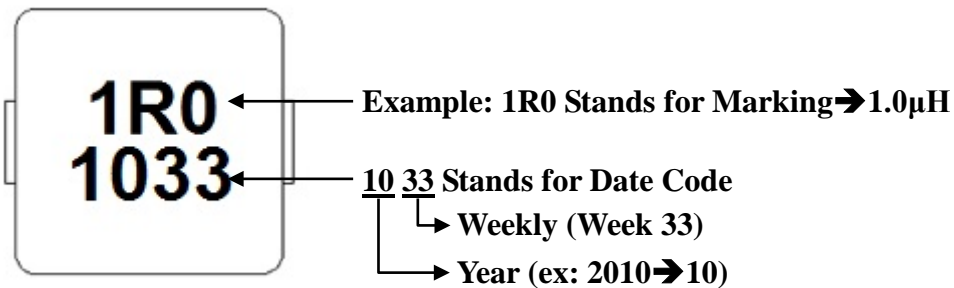 1R0
1033
Example: 1R0 Stands for Marking➔1.0μH
10 33 Stands for Date Code
Weekly (Week 33)
Year (ex: 2010➔10)